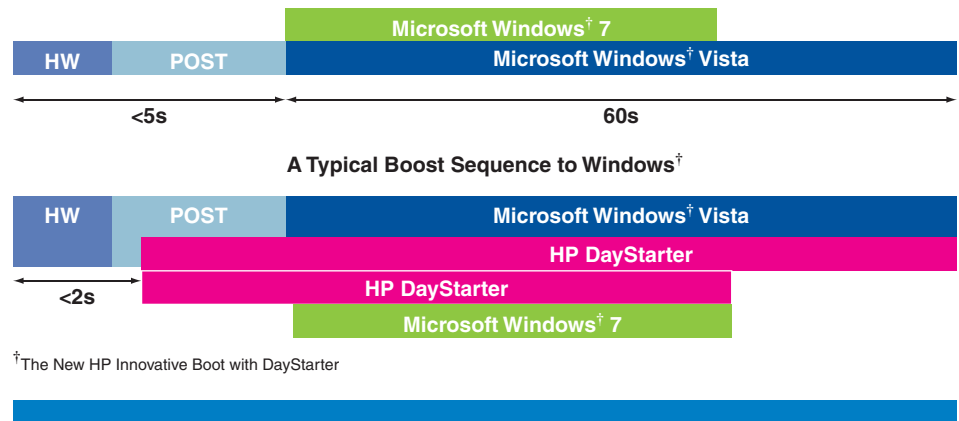 Microsoft Windows† 7
HW POST Microsoft Windows† Vista
<5s 60s
A Typical Boost Sequence to Windows†
HW POST Microsoft Windows† Vista
HP DayStarter
<2s HP DayStarter
Microsoft Windows† 7
†The New HP Innovative Boot with DayStarter